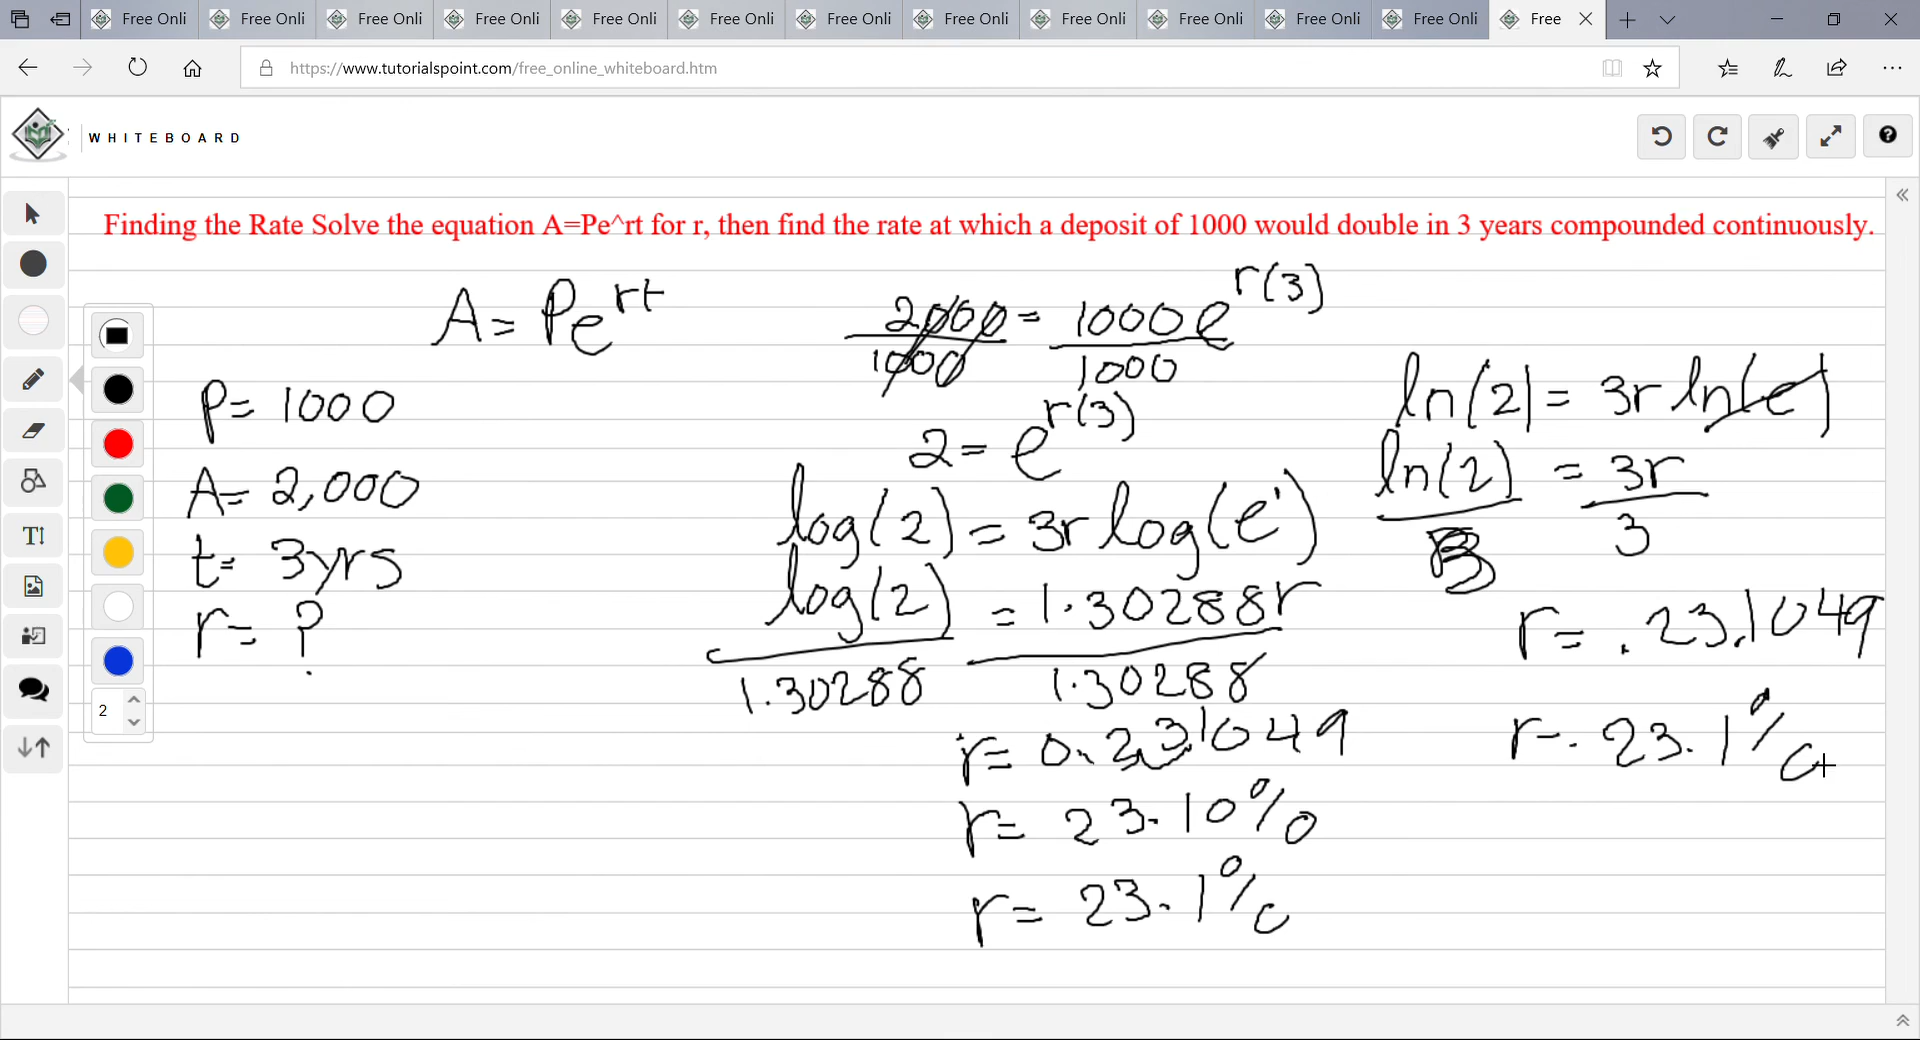 Free Onli Free Onli Free Onli Free Onli Free Onli Free Onli Free Onli Free Onli Free Onli Free Onli Free Onli Free Onli Free
https://www.tutorialspoint.com/free_online_whiteboard.htm
WHITEBOARD
Finding the Rate Solve the equation A=Pe^rt for r, then find the rate at which a deposit of 1000 would double in 3 years compounded continuously.
A = Pe^rt
P = 1000
A = 2,000
t = 3yrs
r = ?
2000/1000 = 1000e^r(3)/1000
2 = e^r(3)
log(2) = 3r log(e')
log(2)/1.30288 = 1.30288r/1.30288
r = 0.231049
r = 23.10%
r = 23.1%
ln(2) = 3r ln(e)
ln(2)/3 = 3r/3
r = .23.1049
r = . 23.1%
T
2